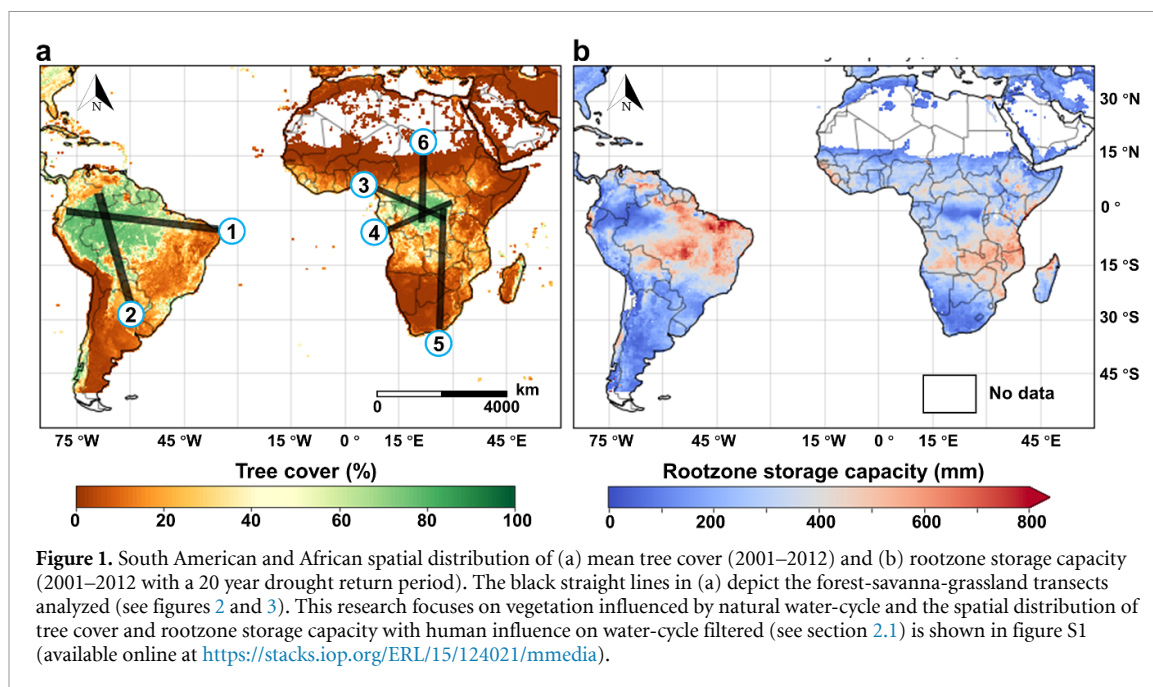 a
b
N
N
6
3
4
1
2
5
km
0 4000
30 °N
15 °N
0 °
15 °S
30 °S
45 °S
No data
75 °W 45 °W 15 °W 0 ° 15 °E 45 °E
75 °W 45 °W 15 °W 0 ° 15 °E 45 °E
Tree cover (%)
0 20 40 60 80 100
Rootzone storage capacity (mm)
0 200 400 600 800
Figure 1. South American and African spatial distribution of (a) mean tree cover (2001–2012) and (b) rootzone storage capacity
(2001–2012 with a 20 year drought return period). The black straight lines in (a) depict the forest-savanna-grassland transects
analyzed (see figures 2 and 3). This research focuses on vegetation influenced by natural water-cycle and the spatial distribution of
tree cover and rootzone storage capacity with human influence on water-cycle filtered (see section 2.1) is shown in figure S1
(available online at https://stacks.iop.org/ERL/15/124021/mmedia).